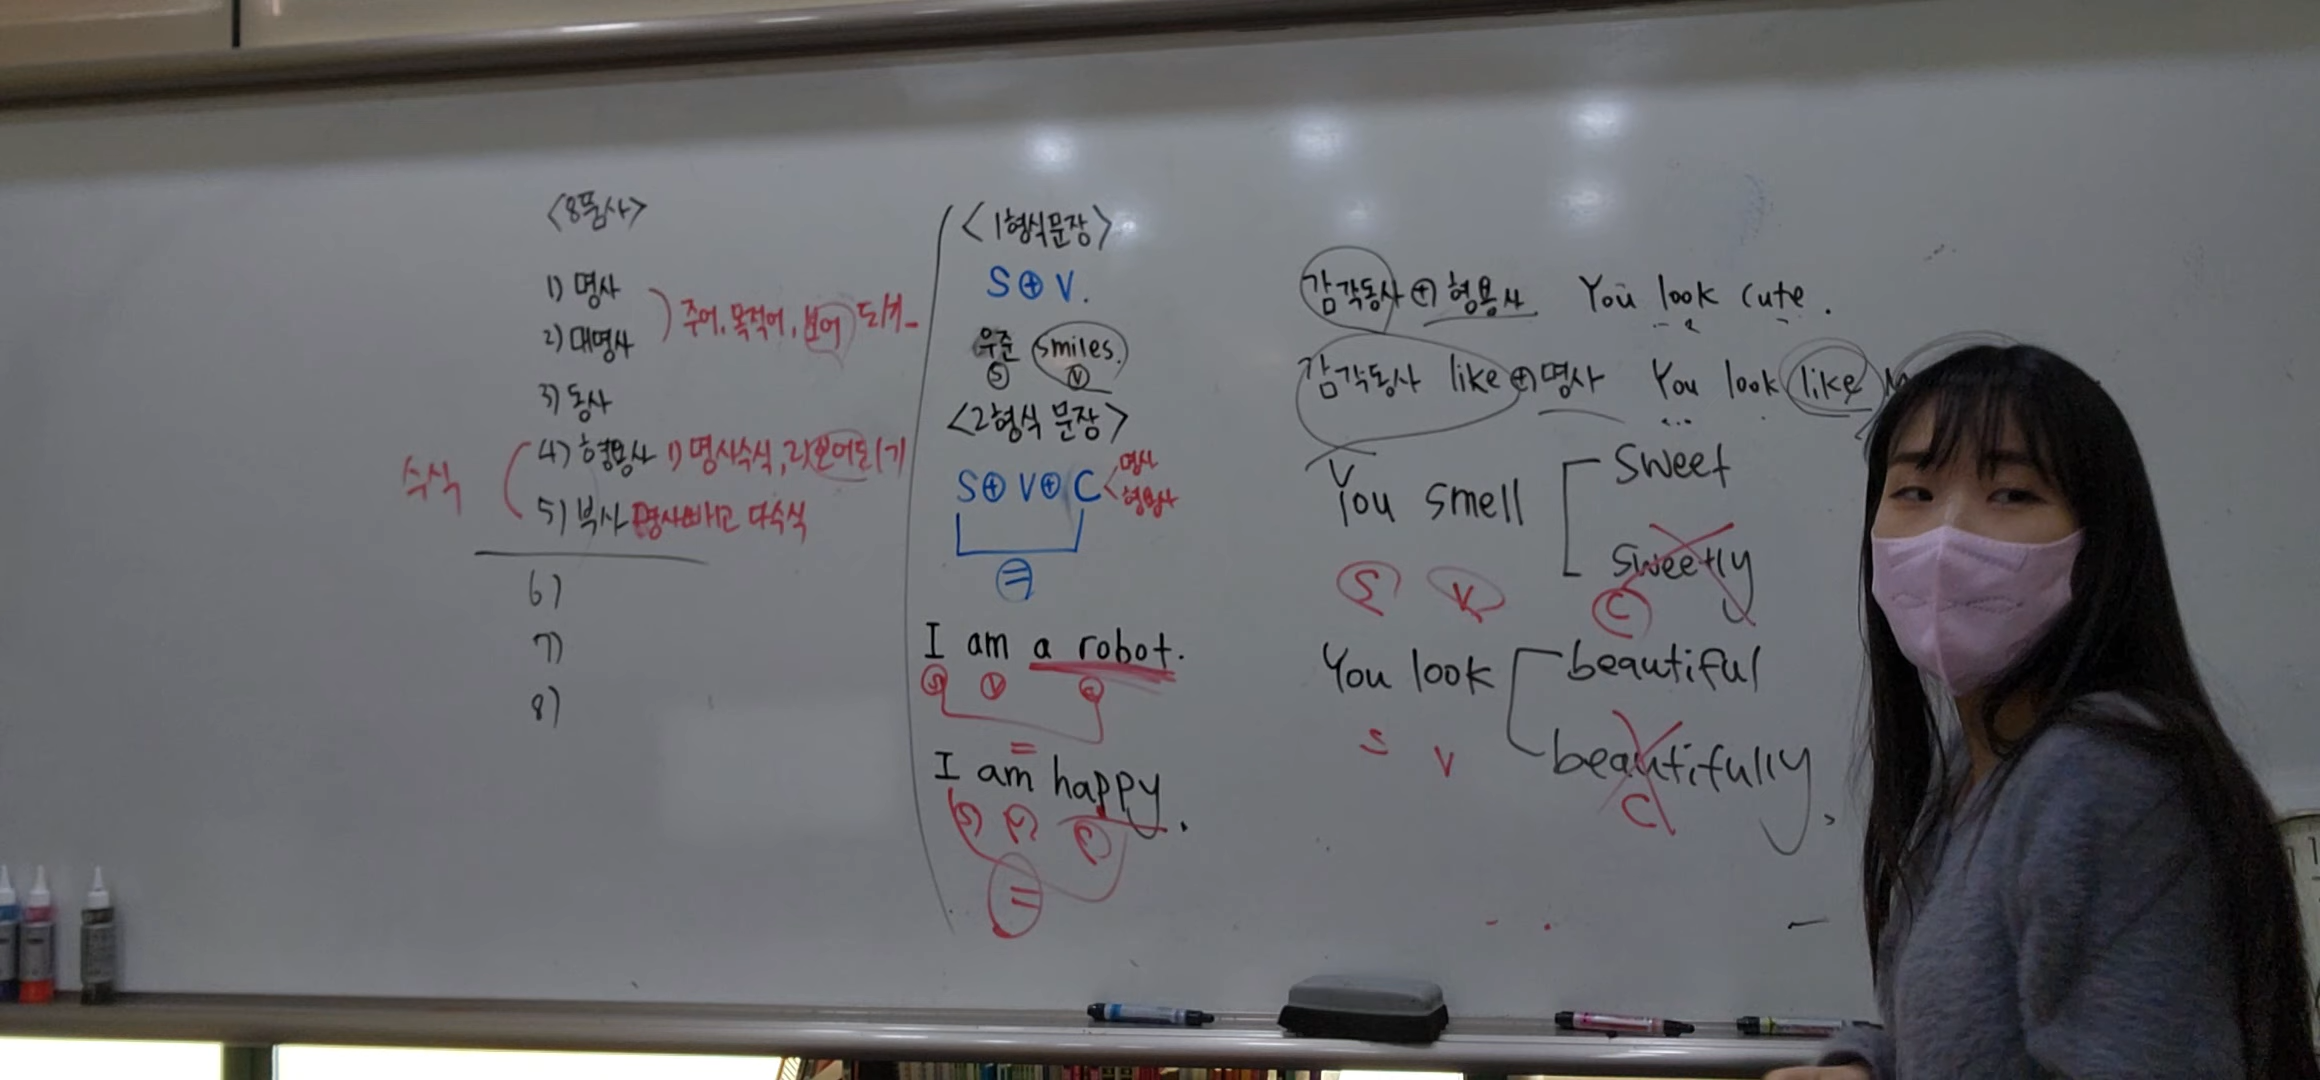 <8품사>
1) 명사
2) 대명사
주어, 목적어, 보어 되기
3) 동사
수식
4) 형용사 1) 명사수식, 2) 보어되기
5) 부사 명사빼고 다수식
6)
7)
8)
<1형식문장>
S ⊕ V.
우준 smiles.
S V
<2형식 문장>
S ⊕ V ⊕ C < 명사 형용사
=
I am a robot.
S V C
=
I am happy.
S V C
=
감각동사 ⊕ 형용사 You look cute.
감각동사 like ⊕ 명사 You look like
You smell [ sweet
sweetly
S V C
You look [ beautiful
beautifully.
S V C